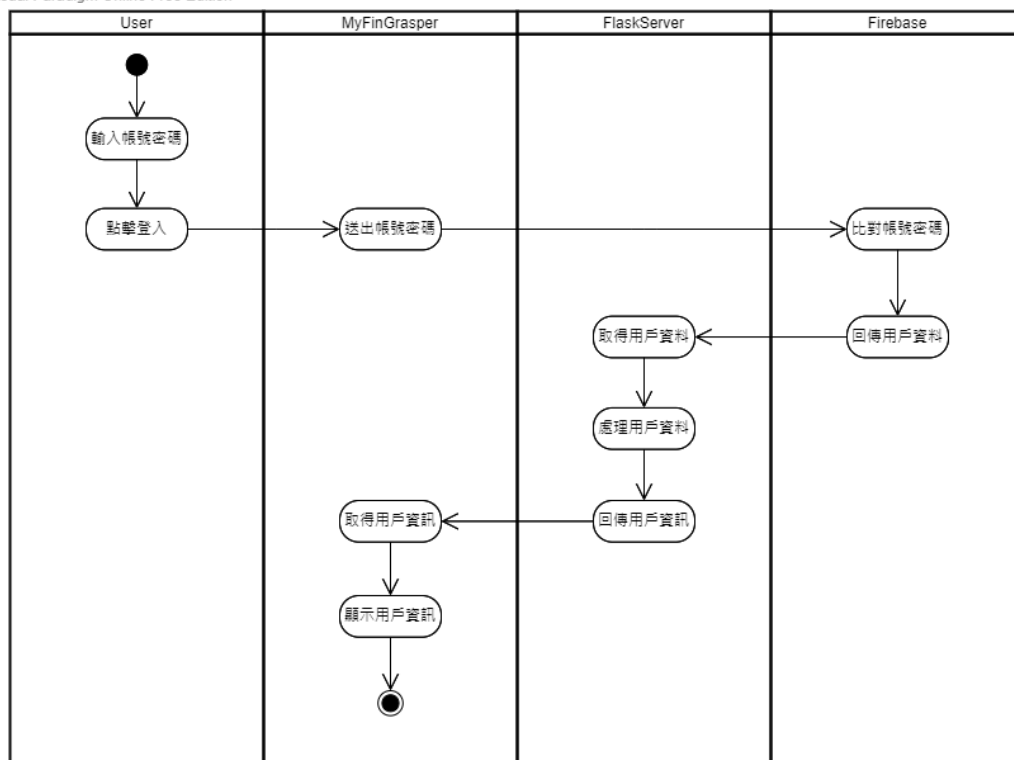 User
MyFinGrasper
FlaskServer
Firebase
輸入帳號密碼
點擊登入
送出帳號密碼
比對帳號密碼
取得用戶資料
回傳用戶資料
處理用戶資料
取得用戶資訊
回傳用戶資訊
顯示用戶資訊